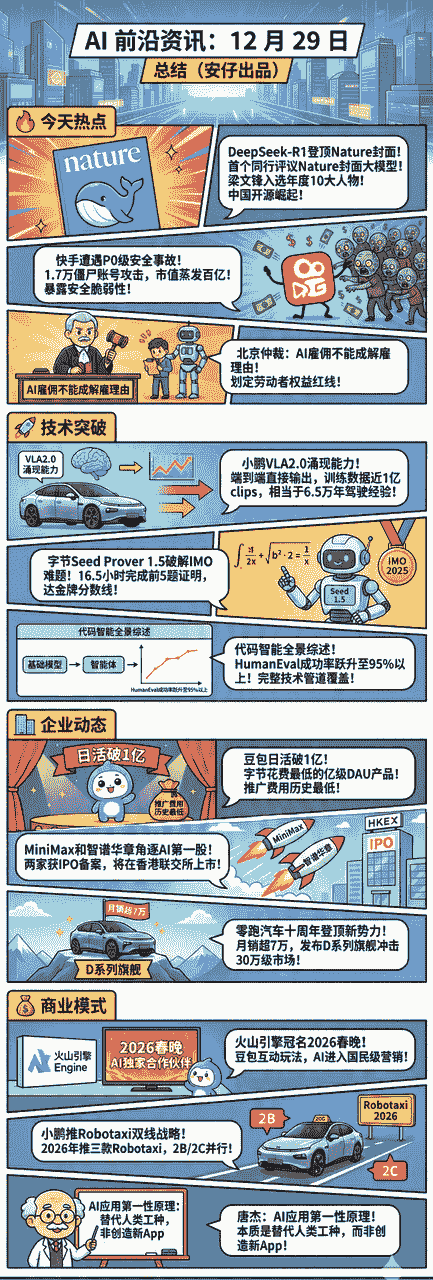 AI 前沿资讯：12 月 29 日
总结（安仔出品）
今天热点
nature
DeepSeek-R1登顶Nature封面！
首个同行评议Nature封面大模型！
梁文锋入选年度10大人物！
中国开源崛起！
快手遭遇P0级安全事故！
1.7万僵尸账号攻击，市值蒸发百亿！
暴露安全脆弱性！
AI雇佣不能成解雇理由
北京仲裁：AI雇佣不能成解雇
理由！
划定劳动者权益红线！
技术突破
VLA2.0
涌现能力
小鹏VLA2.0涌现能力！
端到端直接输出，训练数据近1亿
clips，相当于6.5万年驾驶经验！
字节Seed Prover 1.5破解IMO
难题！16.5小时完成前5题证明，
达金牌分数线！
Seed
1.5
IMO
2025
代码智能全景综述
基础模型
智能体
HumanEval成功率跃升至95%以上
代码智能全景综述！
HumanEval成功率跃升至95%以
上！完整技术管道覆盖！
企业动态
日活破1亿
推广费用
历史最低
豆包日活破1亿！
字节花费最低的亿级DAU产品！
推广费用历史最低！
MiniMax和智谱华章角逐AI第一股！
两家获IPO备案，将在香港联交所上市！
MiniMax
智谱华章
HKEX
IPO
月销超7万
D系列旗舰
零跑汽车十周年登顶新势力！
月销超7万，发布D系列旗舰冲击
30万级市场！
商业模式
火山引擎
Engine
2026春晚
AI独家合作伙伴
火山引擎冠名2026春晚！
豆包互动玩法，AI进入国民级营销！
小鹏推Robotaxi双线战略！
2026年推三款Robotaxi，2B/2C并行！
2B
Robotaxi
2026
2C
AI应用第一性原理：
替代人类工种，
非创造新App
唐杰：AI应用第一性原理！
本质是替代人类工种，而非创
造新App！